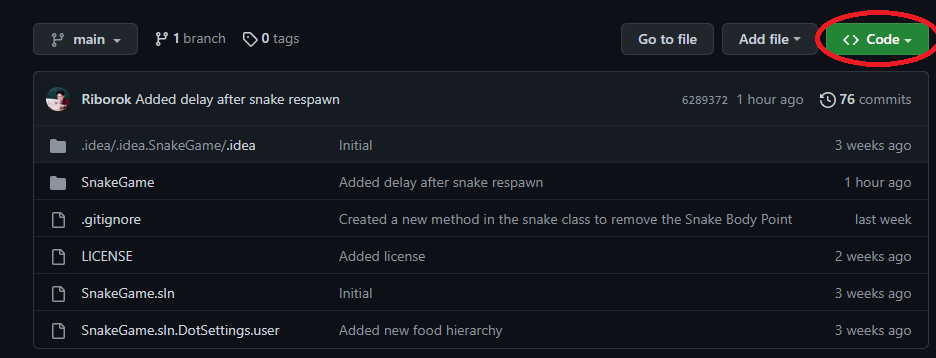 main 1 branch 0 tags Go to file Add file Code
Riborok Added delay after snake respawn 6289372 1 hour ago 76 commits
.idea/.idea.SnakeGame/.idea Initial 3 weeks ago
SnakeGame Added delay after snake respawn 1 hour ago
.gitignore Created a new method in the snake class to remove the Snake Body Point last week
LICENSE Added license 2 weeks ago
SnakeGame.sln Initial 3 weeks ago
SnakeGame.sln.DotSettings.user Added new food hierarchy 3 weeks ago